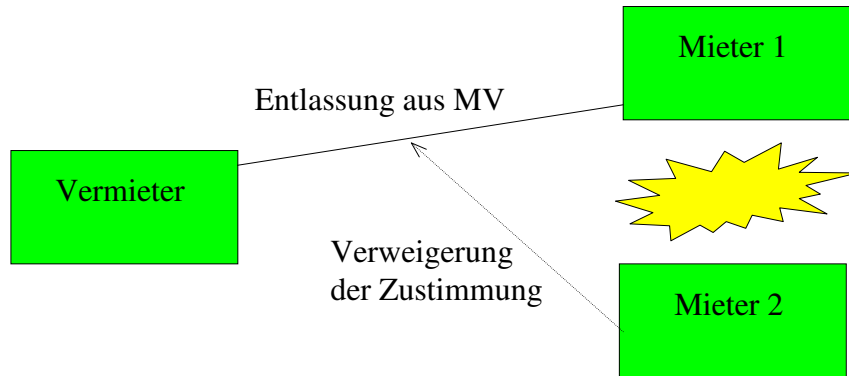 Mieter 1
Entlassung aus MV
Vermieter
Verweigerung
der Zustimmung
Mieter 2